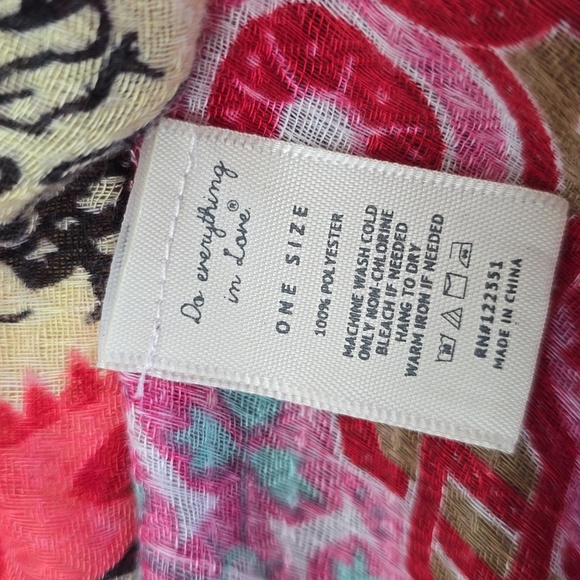 Do everything
in Love®
ONE SIZE
100% POLYESTER
MACHINE WASH COLD
ONLY NON-CHLORINE
BLEACH IF NEEDED
HANG TO DRY
WARM IRON IF NEEDED
RN#122351
MADE IN CHINA